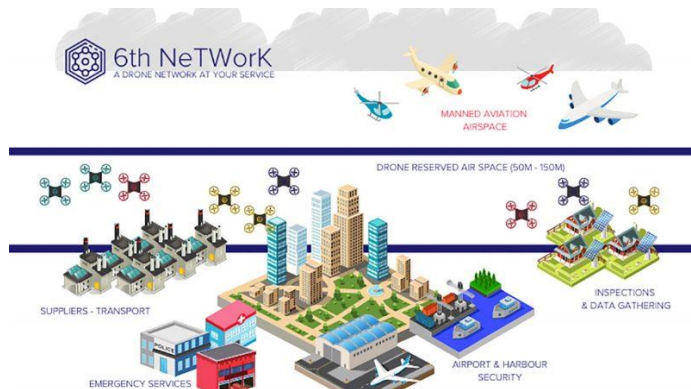 6th NeTWorK
A DRONE NETWORK AT YOUR SERVICE
MANNED AVIATION
AIRSPACE
DRONE RESERVED AIR SPACE (50M - 150M)
SUPPLIERS - TRANSPORT
INSPECTIONS
& DATA GATHERING
POLICE
EMERGENCY SERVICES
AIRPORT & HARBOUR
SECURITY